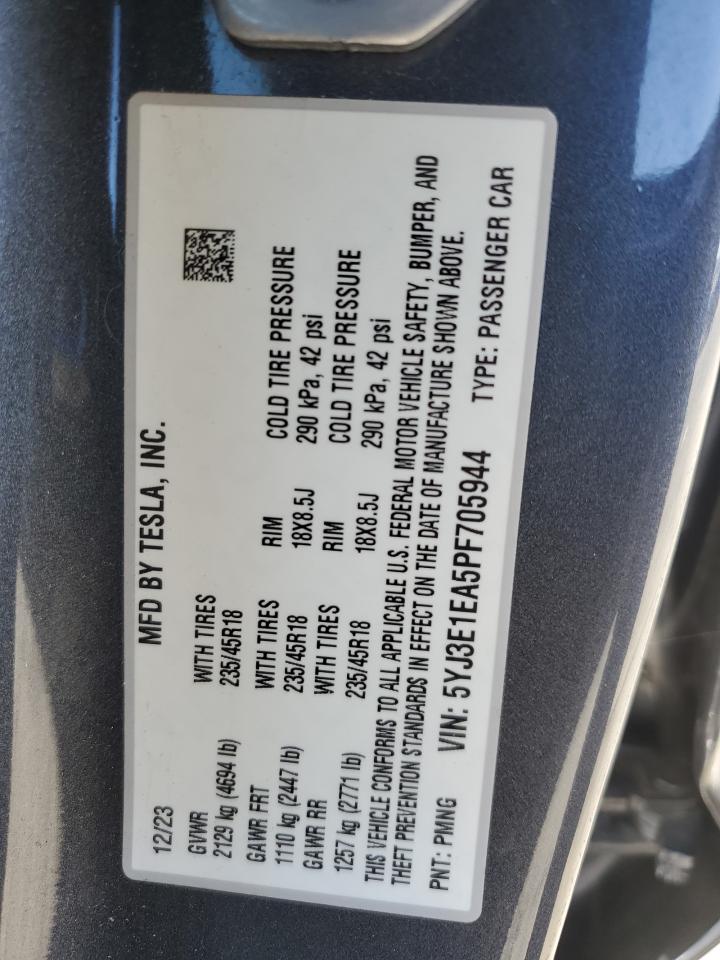 MFD BY TESLA, INC.
12/23
GVWR WITH TIRES
2129 kg (4694 lb) 235/45R18
GAWR FRT WITH TIRES RIM COLD TIRE PRESSURE
1110 kg (2447 lb) 235/45R18 18X8.5J 290 kPa, 42 psi
GAWR RR WITH TIRES RIM COLD TIRE PRESSURE
1257 kg (2771 lb) 235/45R18 18X8.5J 290 kPa, 42 psi
THIS VEHICLE CONFORMS TO ALL APPLICABLE U.S. FEDERAL MOTOR VEHICLE SAFETY, BUMPER, AND
THEFT PREVENTION STANDARDS IN EFFECT ON THE DATE OF MANUFACTURE SHOWN ABOVE.
PNT: PMNG VIN: 5YJ3E1EA5PF705944 TYPE: PASSENGER CAR